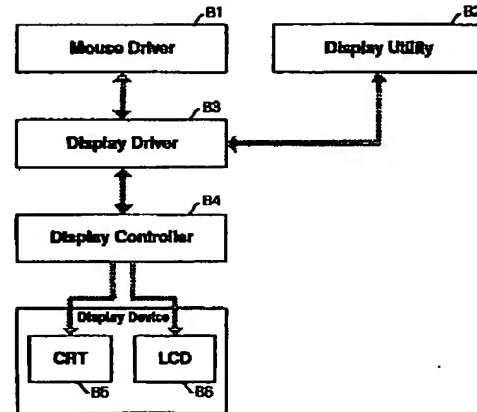 B1
B2
Mouse Driver
Display Utility
B3
Display Driver
B4
Display Controller
Display Device
CRT
LCD
B5
B6